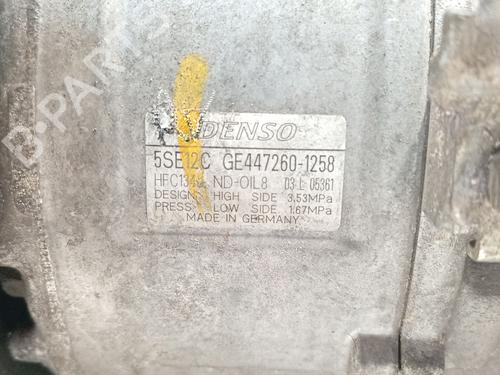 DENSO
5SE12C GE447260-1258
HFC134a ND-OIL8 03 L 05361
DESIGN HIGH SIDE 3.53MPa
PRESS LOW SIDE 1.67MPa
MADE IN GERMANY
B-PARTS